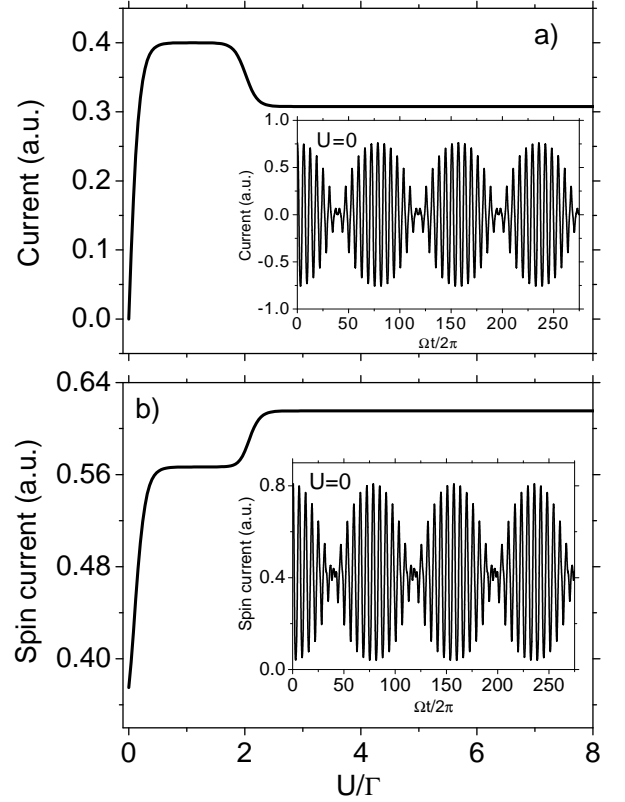 a)
Current (a.u.)
0.4
0.3
0.2
0.1
0.0
U=0
Current (a.u.)
1.0
0.5
0.0
-0.5
-1.0
0 50 100 150 200 250
Ωt/2π
b)
Spin current (a.u.)
0.64
0.56
0.48
0.40
U=0
Spin current (a.u.)
0.8
0.4
0.0
0 50 100 150 200 250
Ωt/2π
0 2 4 6 8
U/Γ